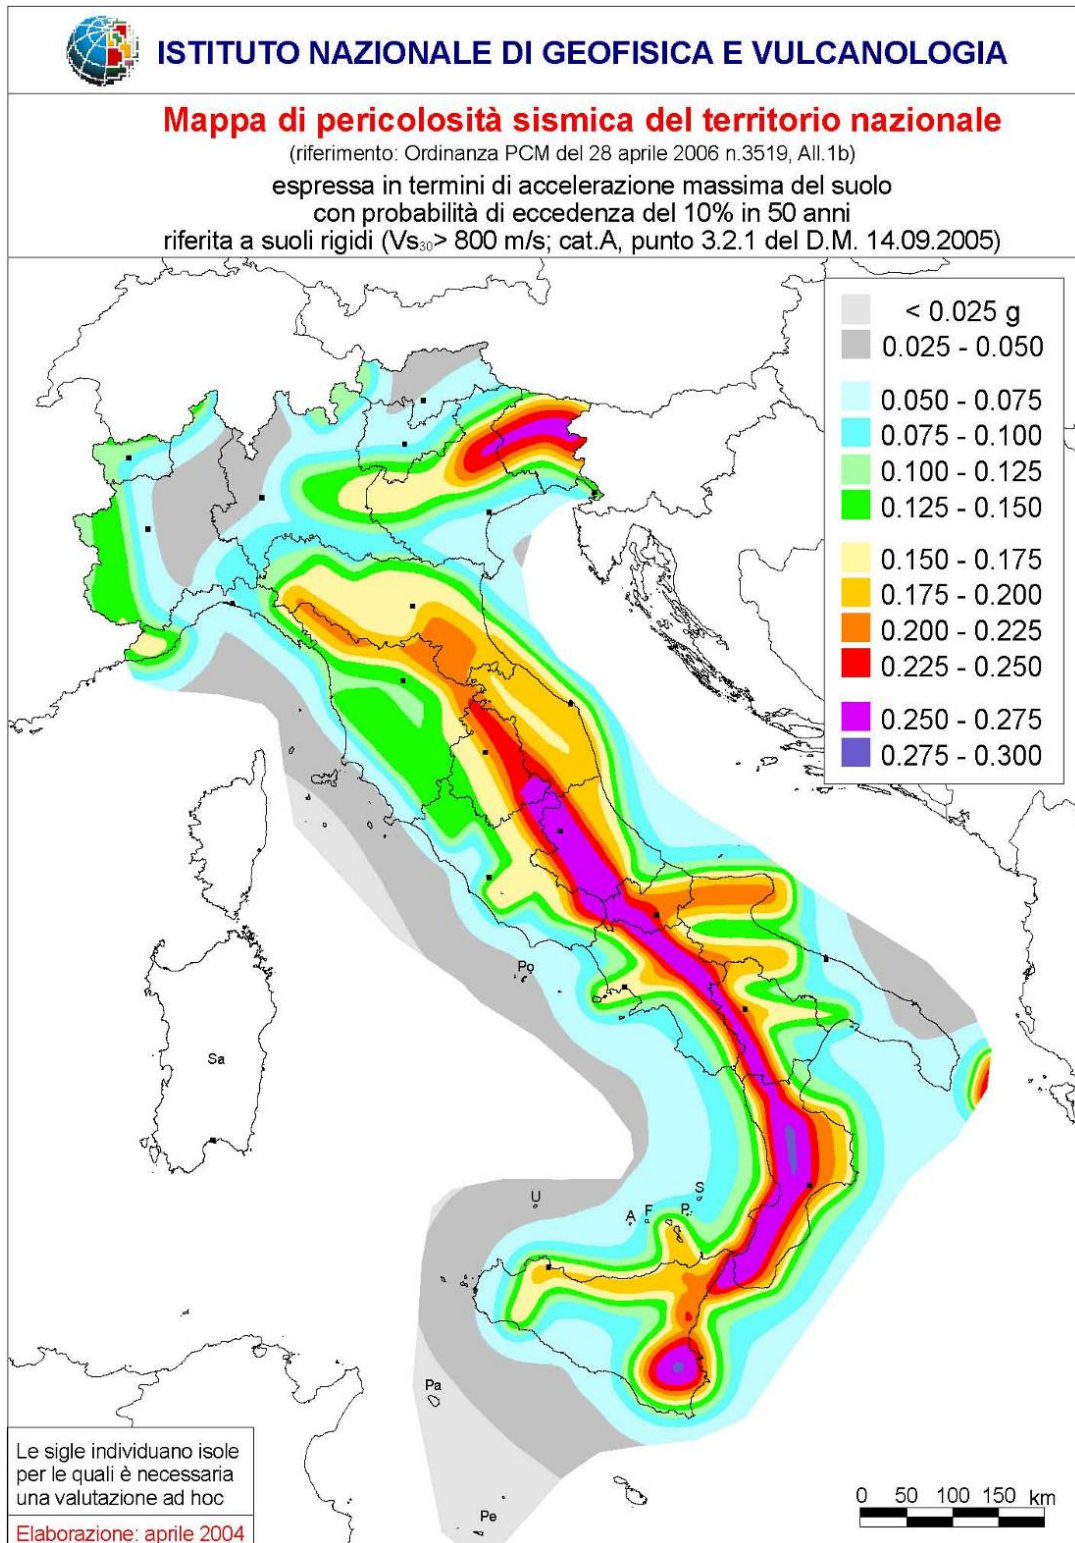 ISTITUTO NAZIONALE DI GEOFISICA E VULCANOLOGIA
Mappa di pericolosità sismica del territorio nazionale
(riferimento: Ordinanza PCM del 28 aprile 2006 n.3519, All.1b)
espressa in termini di accelerazione massima del suolo
con probabilità di eccedenza del 10% in 50 anni
riferita a suoli rigidi (Vs30> 800 m/s; cat.A, punto 3.2.1 del D.M. 14.09.2005)
< 0.025 g
0.025 - 0.050
0.050 - 0.075
0.075 - 0.100
0.100 - 0.125
0.125 - 0.150
0.150 - 0.175
0.175 - 0.200
0.200 - 0.225
0.225 - 0.250
0.250 - 0.275
0.275 - 0.300
Po
Sa
U
A
F
P
S
Pa
Pe
Le sigle individuano isole
per le quali è necessaria
una valutazione ad hoc
Elaborazione: aprile 2004
0 50 100 150 km